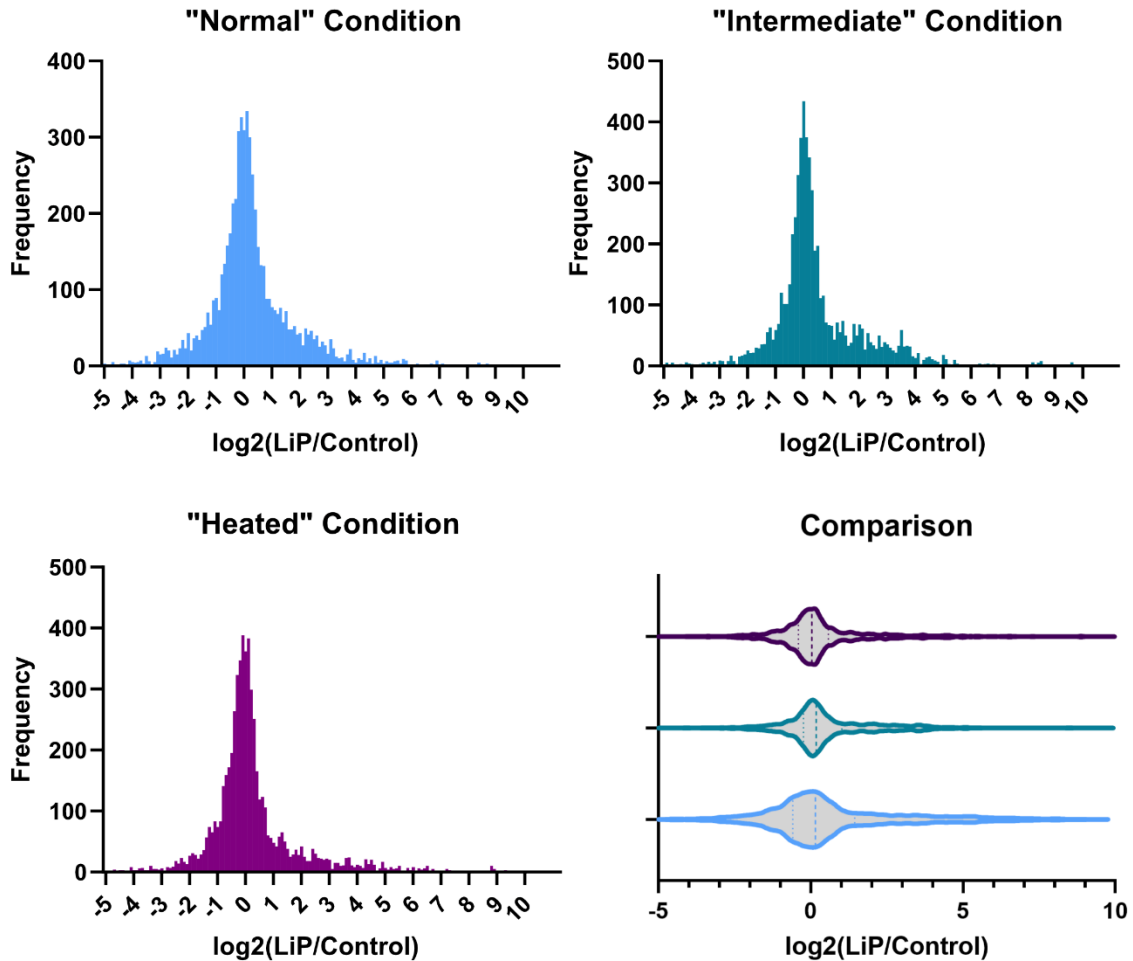 "Normal" Condition
400
300
200
100
0
Frequency
-5 -4 -3 -2 -1 0 1 2 3 4 5 6 7 8 9 10
log2(LiP/Control)
"Intermediate" Condition
500
400
300
200
100
0
Frequency
-5 -4 -3 -2 -1 0 1 2 3 4 5 6 7 8 9 10
log2(LiP/Control)
"Heated" Condition
500
400
300
200
100
0
Frequency
-5 -4 -3 -2 -1 0 1 2 3 4 5 6 7 8 9 10
log2(LiP/Control)
Comparison
-5 0 5 10
log2(LiP/Control)